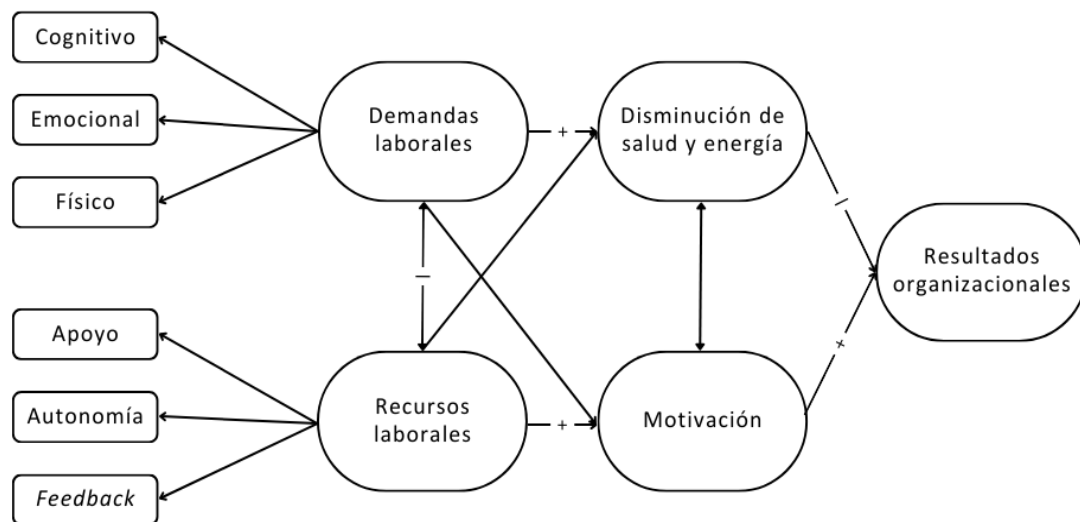 Cognitivo
Emocional
Físico
Demandas
laborales
+
Disminución de
salud y energía
|
|
Resultados
organizacionales
Apoyo
Autonomía
Feedback
Recursos
laborales
+
Motivación
+